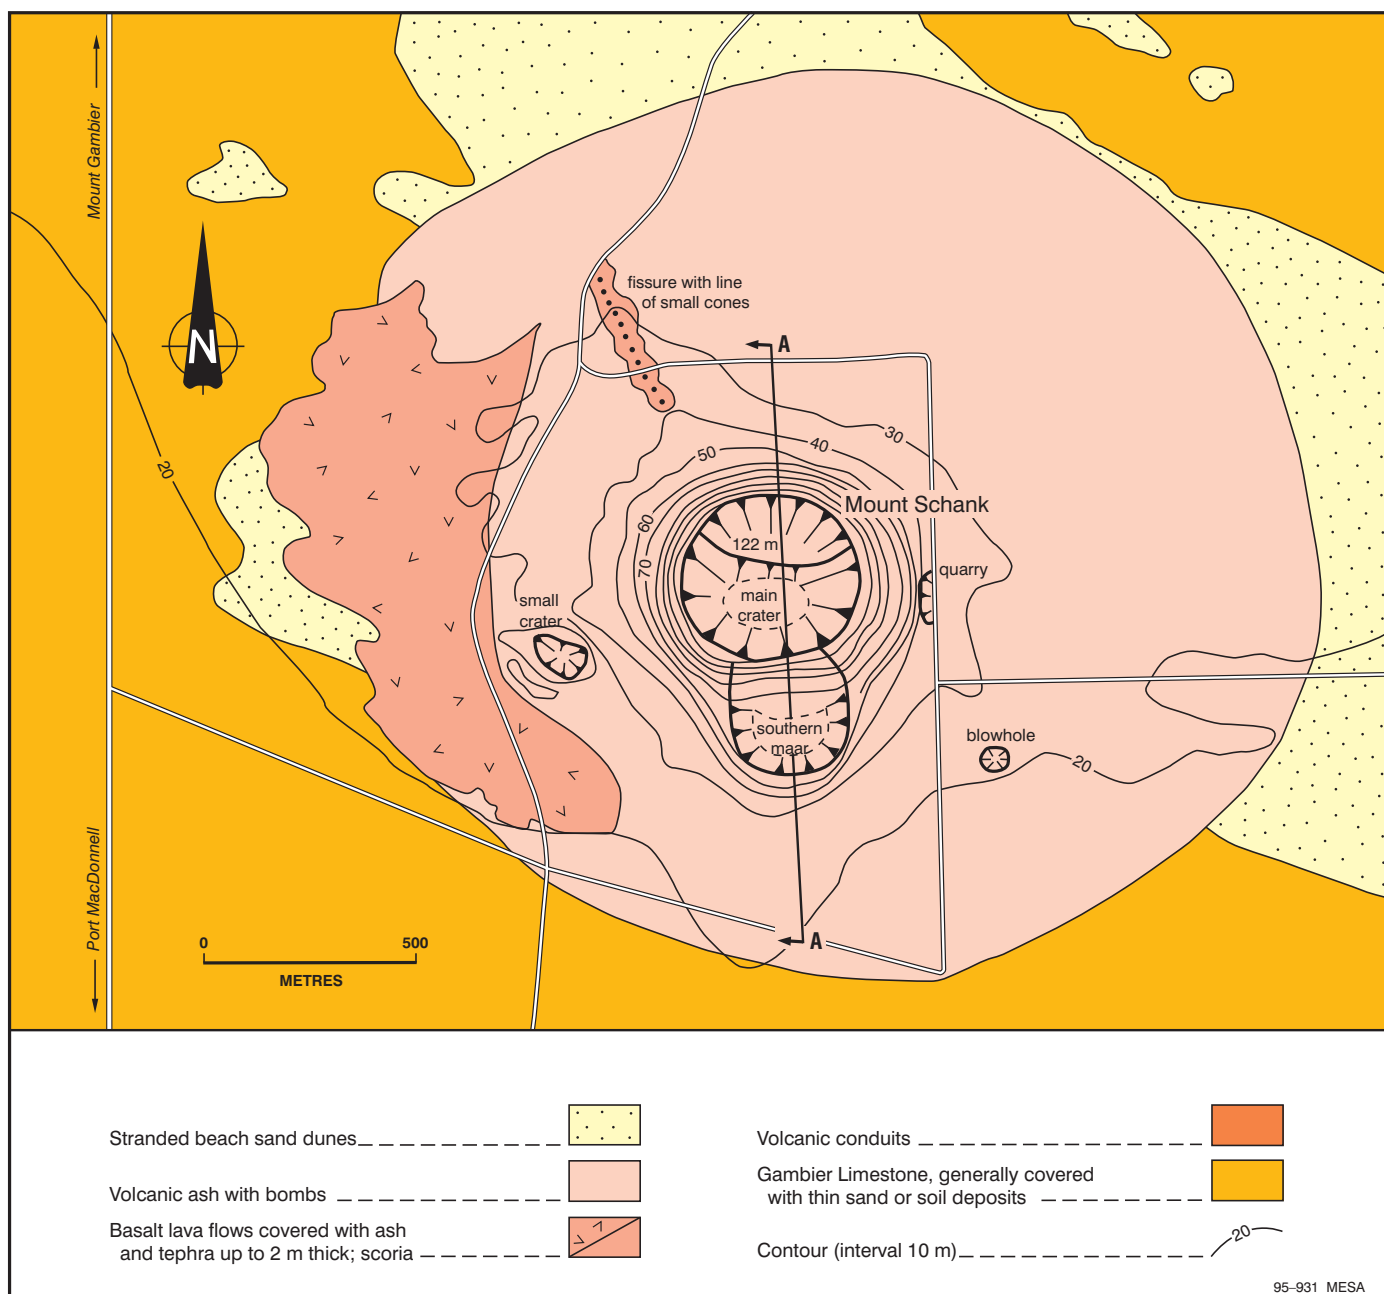 Mount Gambier
N
fissure with line
of small cones
A
30
40
50
20
Mount Schank
60
122 m
70
quarry
main
crater
small
crater
southern
maar
blowhole
20
Port MacDonnell
A
0 500
METRES
Stranded beach sand dunes
Volcanic conduits
Volcanic ash with bombs
Gambier Limestone, generally covered
with thin sand or soil deposits
Basalt lava flows covered with ash
and tephra up to 2 m thick; scoria
Contour (interval 10 m)
20
95–931 MESA